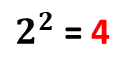 2² = 4